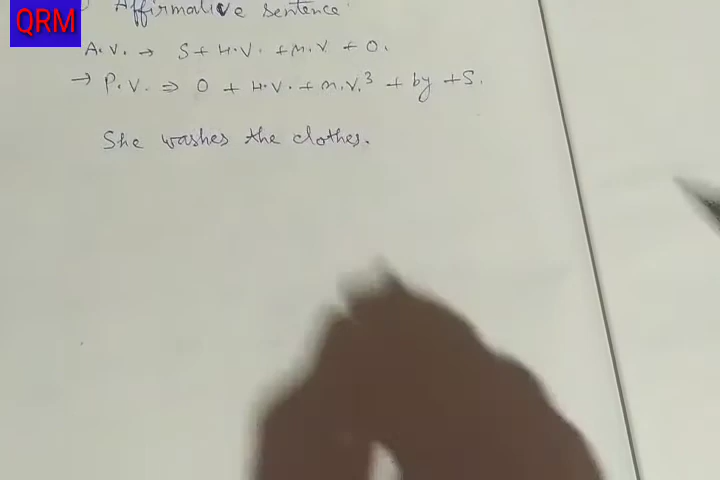 QRM
Affirmative sentence
A.V. → S + H.V. + M.V + O.
→ P.V. ⇒ O + H.V. + M.V.³ + by + S.
She washes the clothes.